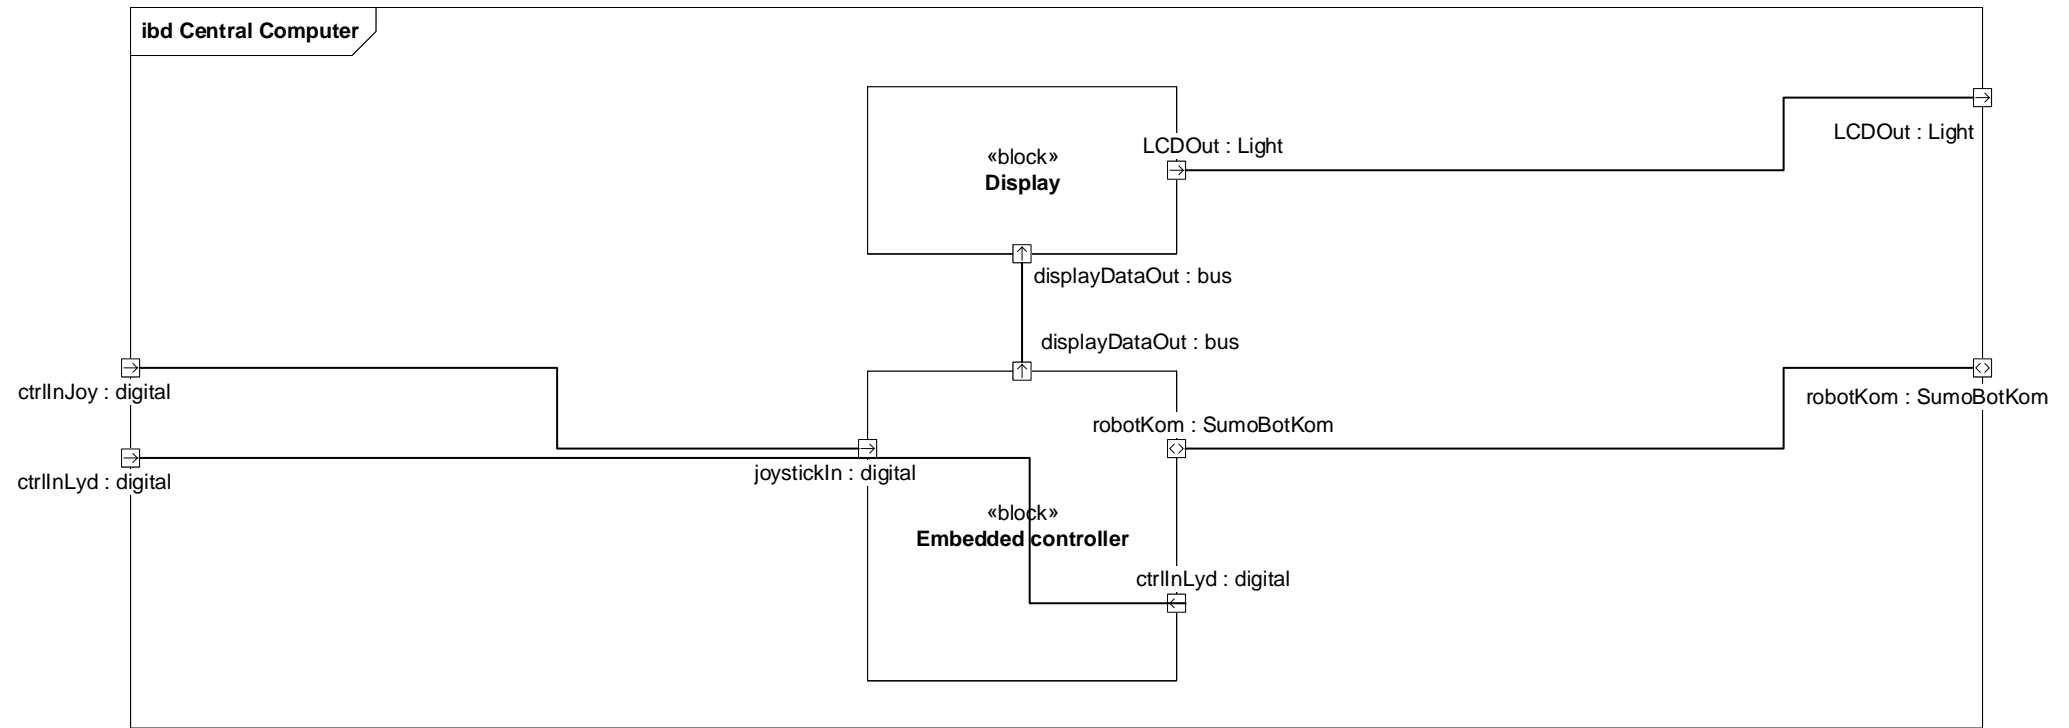 ibd Central Computer
LCDOut : Light
LCDOut : Light
«block»
Display
displayDataOut : bus
displayDataOut : bus
ctrlInJoy : digital
robotKom : SumoBotKom
robotKom : SumoBotKom
joystickIn : digital
ctrlInLyd : digital
«block»
Embedded controller
ctrlInLyd : digital